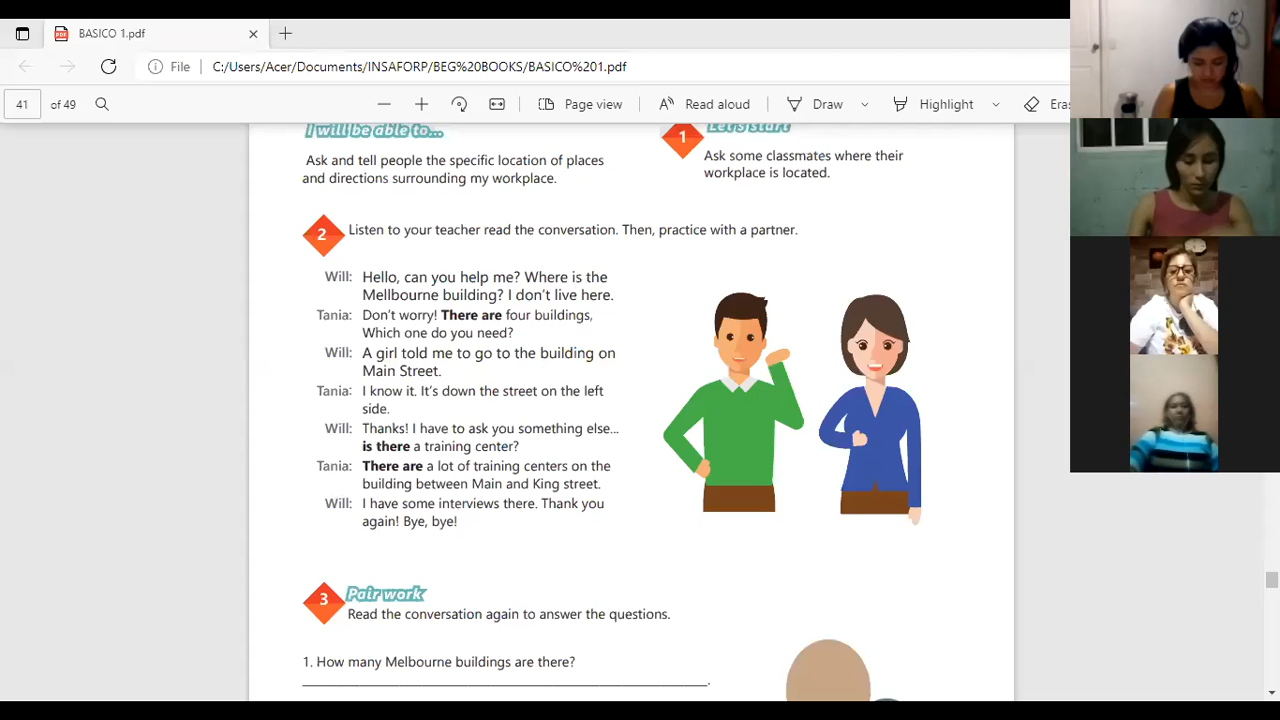 BASICO 1.pdf
File C:/Users/Acer/Documents/INSAFORP/BEG%20BOOKS/BASICO%201.pdf
41 of 49 Page view Read aloud Draw Highlight Eras
I will be able to...
Ask and tell people the specific location of places
and directions surrounding my workplace.
1 Let's start
Ask some classmates where their
workplace is located.
2 Listen to your teacher read the conversation. Then, practice with a partner.
Will: Hello, can you help me? Where is the
Mellbourne building? I don't live here.
Tania: Don't worry! There are four buildings,
Which one do you need?
Will: A girl told me to go to the building on
Main Street.
Tania: I know it. It's down the street on the left
side.
Will: Thanks! I have to ask you something else...
is there a training center?
Tania: There are a lot of training centers on the
building between Main and King street.
Will: I have some interviews there. Thank you
again! Bye, bye!
3 Pair work
Read the conversation again to answer the questions.
1. How many Melbourne buildings are there?